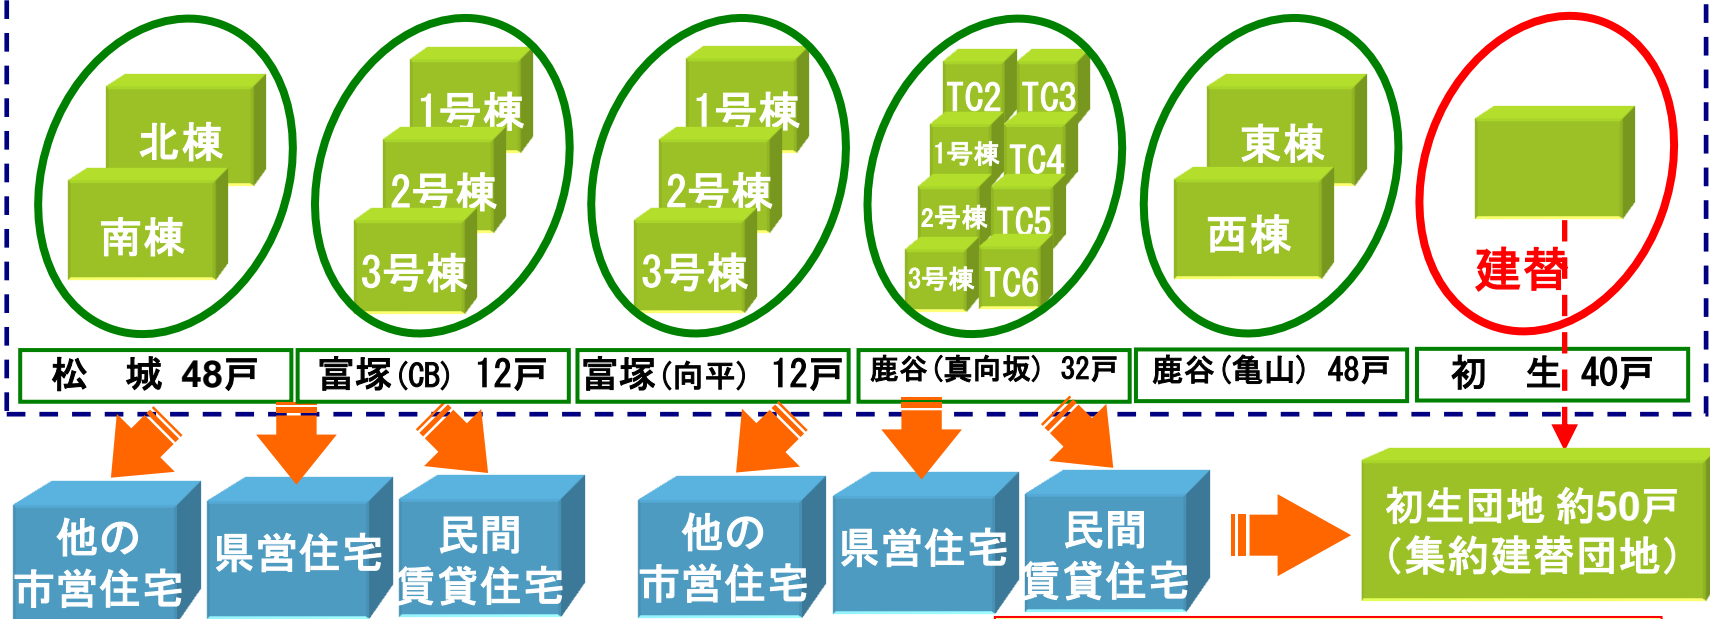 北棟
南棟
1号棟
2号棟
3号棟
1号棟
2号棟
3号棟
TC2
TC3
1号棟
TC4
2号棟
TC5
3号棟
TC6
東棟
西棟
建替
松　城 48戸
富塚(CB) 12戸
富塚(向平) 12戸
鹿谷(真向坂) 32戸
鹿谷(亀山) 48戸
初　生 40戸
他の
市営住宅
県営住宅
民間
賃貸住宅
他の
市営住宅
県営住宅
民間
賃貸住宅
初生団地 約50戸
（集約建替団地）